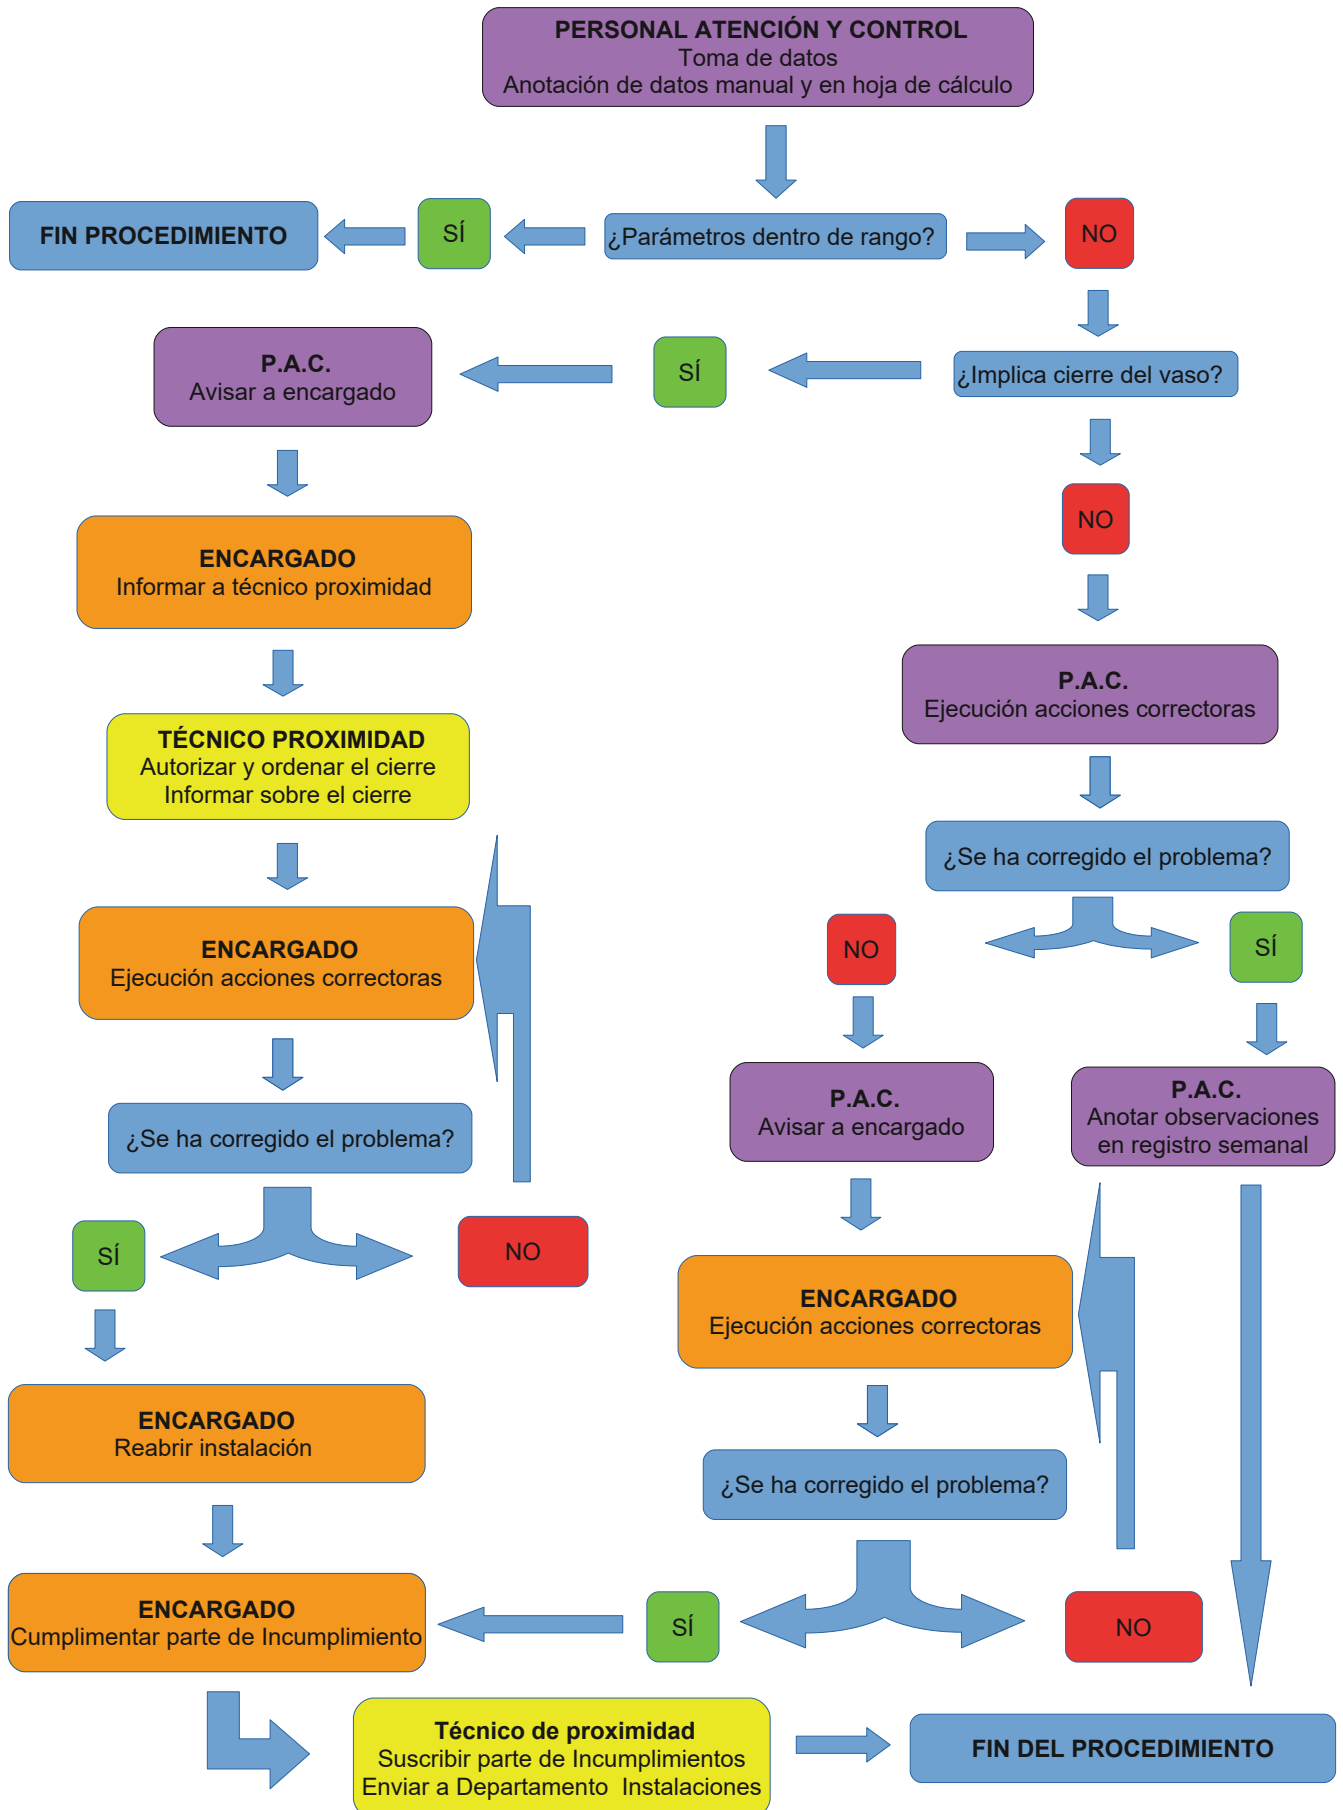 PERSONAL ATENCIÓN Y CONTROL
Toma de datos
Anotación de datos manual y en hoja de cálculo
FIN PROCEDIMIENTO
SÍ
¿Parámetros dentro de rango?
NO
P.A.C.
Avisar a encargado
SÍ
¿Implica cierre del vaso?
NO
ENCARGADO
Informar a técnico proximidad
P.A.C.
Ejecución acciones correctoras
TÉCNICO PROXIMIDAD
Autorizar y ordenar el cierre
Informar sobre el cierre
¿Se ha corregido el problema?
NO
SÍ
ENCARGADO
Ejecución acciones correctoras
P.A.C.
Avisar a encargado
P.A.C.
Anotar observaciones
en registro semanal
¿Se ha corregido el problema?
SÍ
NO
ENCARGADO
Ejecución acciones correctoras
ENCARGADO
Reabrir instalación
¿Se ha corregido el problema?
ENCARGADO
Cumplimentar parte de Incumplimiento
SÍ
NO
Técnico de proximidad
Suscribir parte de Incumplimientos
Enviar a Departamento Instalaciones
FIN DEL PROCEDIMIENTO